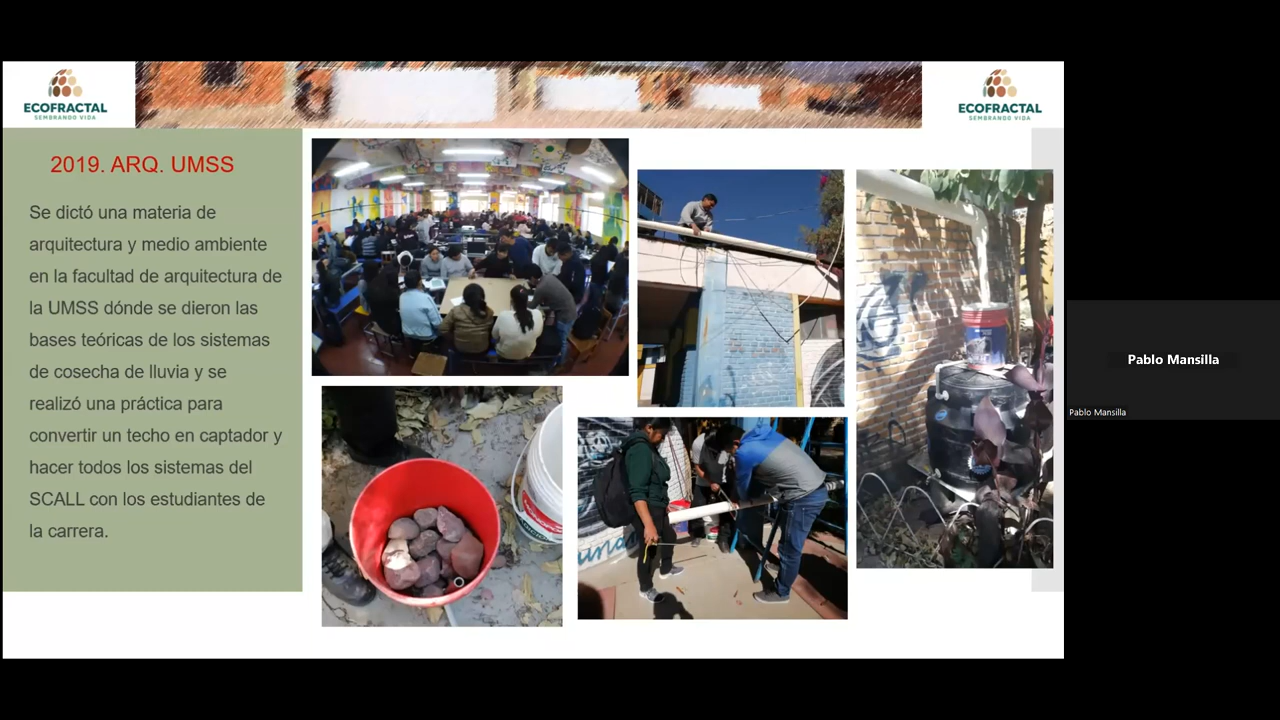 ECOFRACTAL
SEMBRANDO VIDA
ECOFRACTAL
SEMBRANDO VIDA
2019. ARQ. UMSS
Se dictó una materia de
arquitectura y medio ambiente
en la facultad de arquitectura de
la UMSS dónde se dieron las
bases teóricas de los sistemas
de cosecha de lluvia y se
realizó una práctica para
convertir un techo en captador y
hacer todos los sistemas del
SCALL con los estudiantes de
la carrera.
Pablo Mansilla
Pablo Mansilla